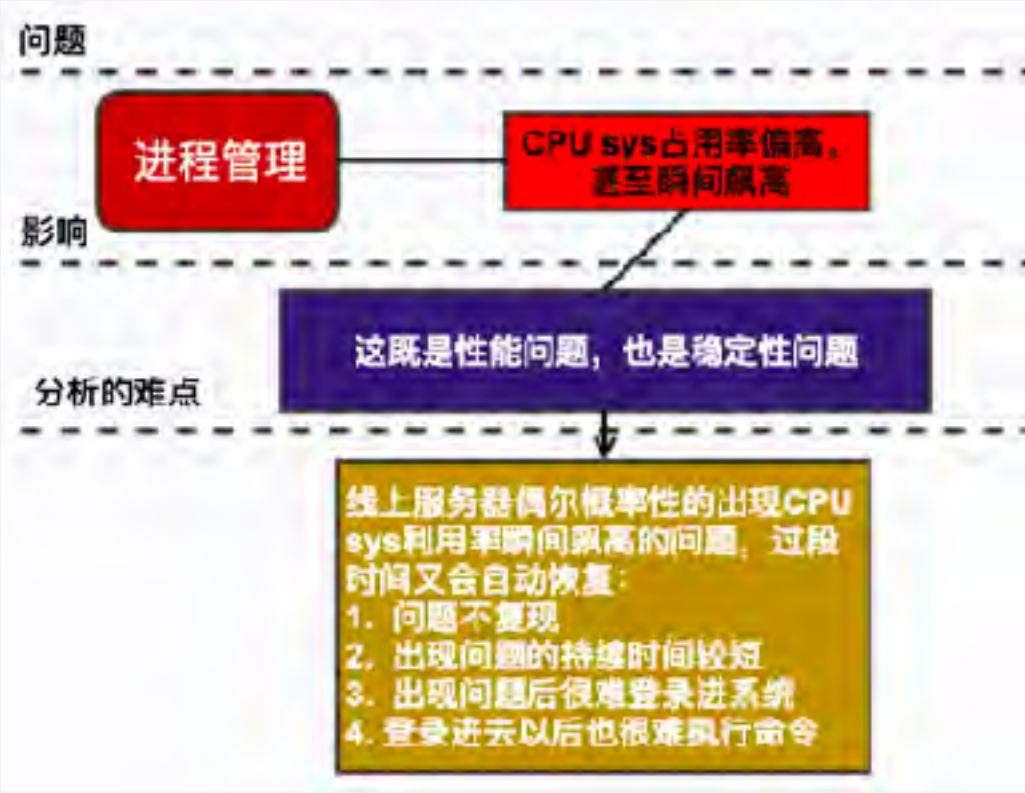 问题
进程管理
CPU sys占用率偏高,
甚至瞬间飙高
影响
这既是性能问题，也是稳定性问题
分析的难点
线上服务器偶尔概率性的出现CPU
sys利用率瞬间飙高的问题，过段
时间又会自动恢复：
1. 问题不复现
2. 出现问题的持续时间较短
3. 出现问题后很难登录进系统
4. 登录进去以后也很难执行命令